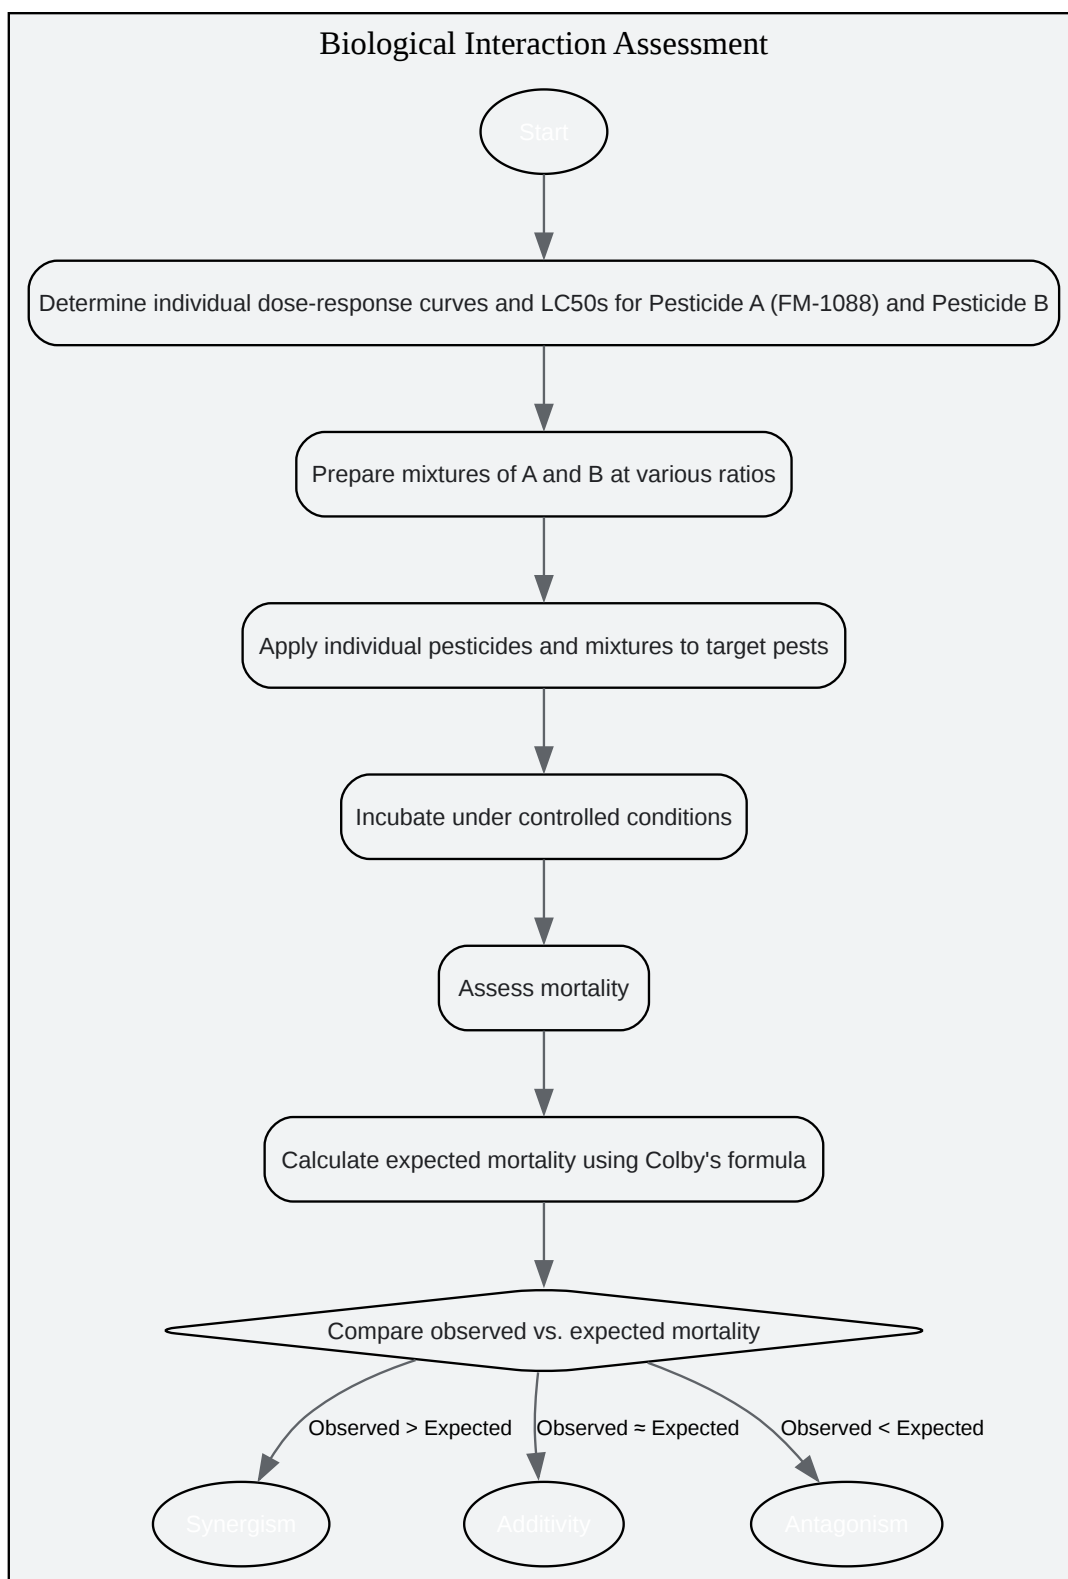 Biological Interaction Assessment
Start
Determine individual dose-response curves and LC50s for Pesticide A (FM-1088) and Pesticide B
Prepare mixtures of A and B at various ratios
Apply individual pesticides and mixtures to target pests
Incubate under controlled conditions
Assess mortality
Calculate expected mortality using Colby's formula
Compare observed vs. expected mortality
Observed > Expected
Observed ≈ Expected
Observed < Expected
Synergism
Additivity
Antagonism